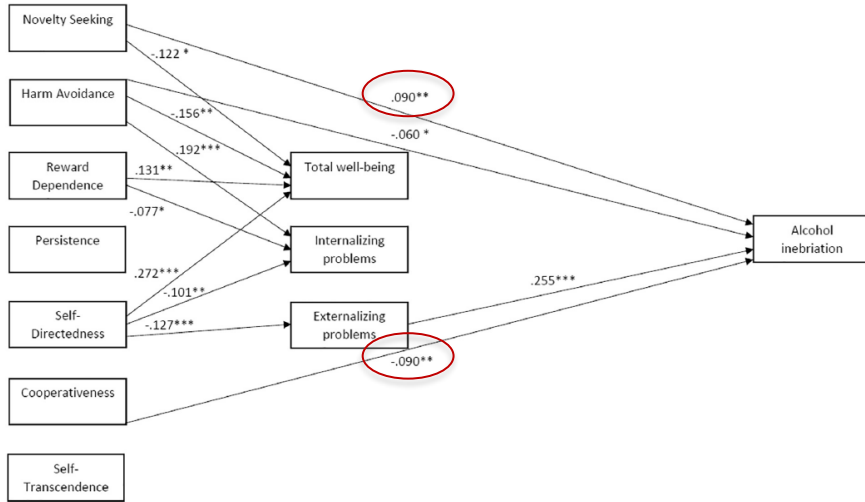 Novelty Seeking
-.122 *
.090**
Harm Avoidance
-.156**
-.060 *
.192***
Reward
Dependence
.131**
Total well-being
-.077*
Persistence
Internalizing
problems
Alcohol
inebriation
.272***
-.101**
.255***
Self-
Directedness
-.127***
Externalizing
problems
-.090**
Cooperativeness
Self-
Transcendence